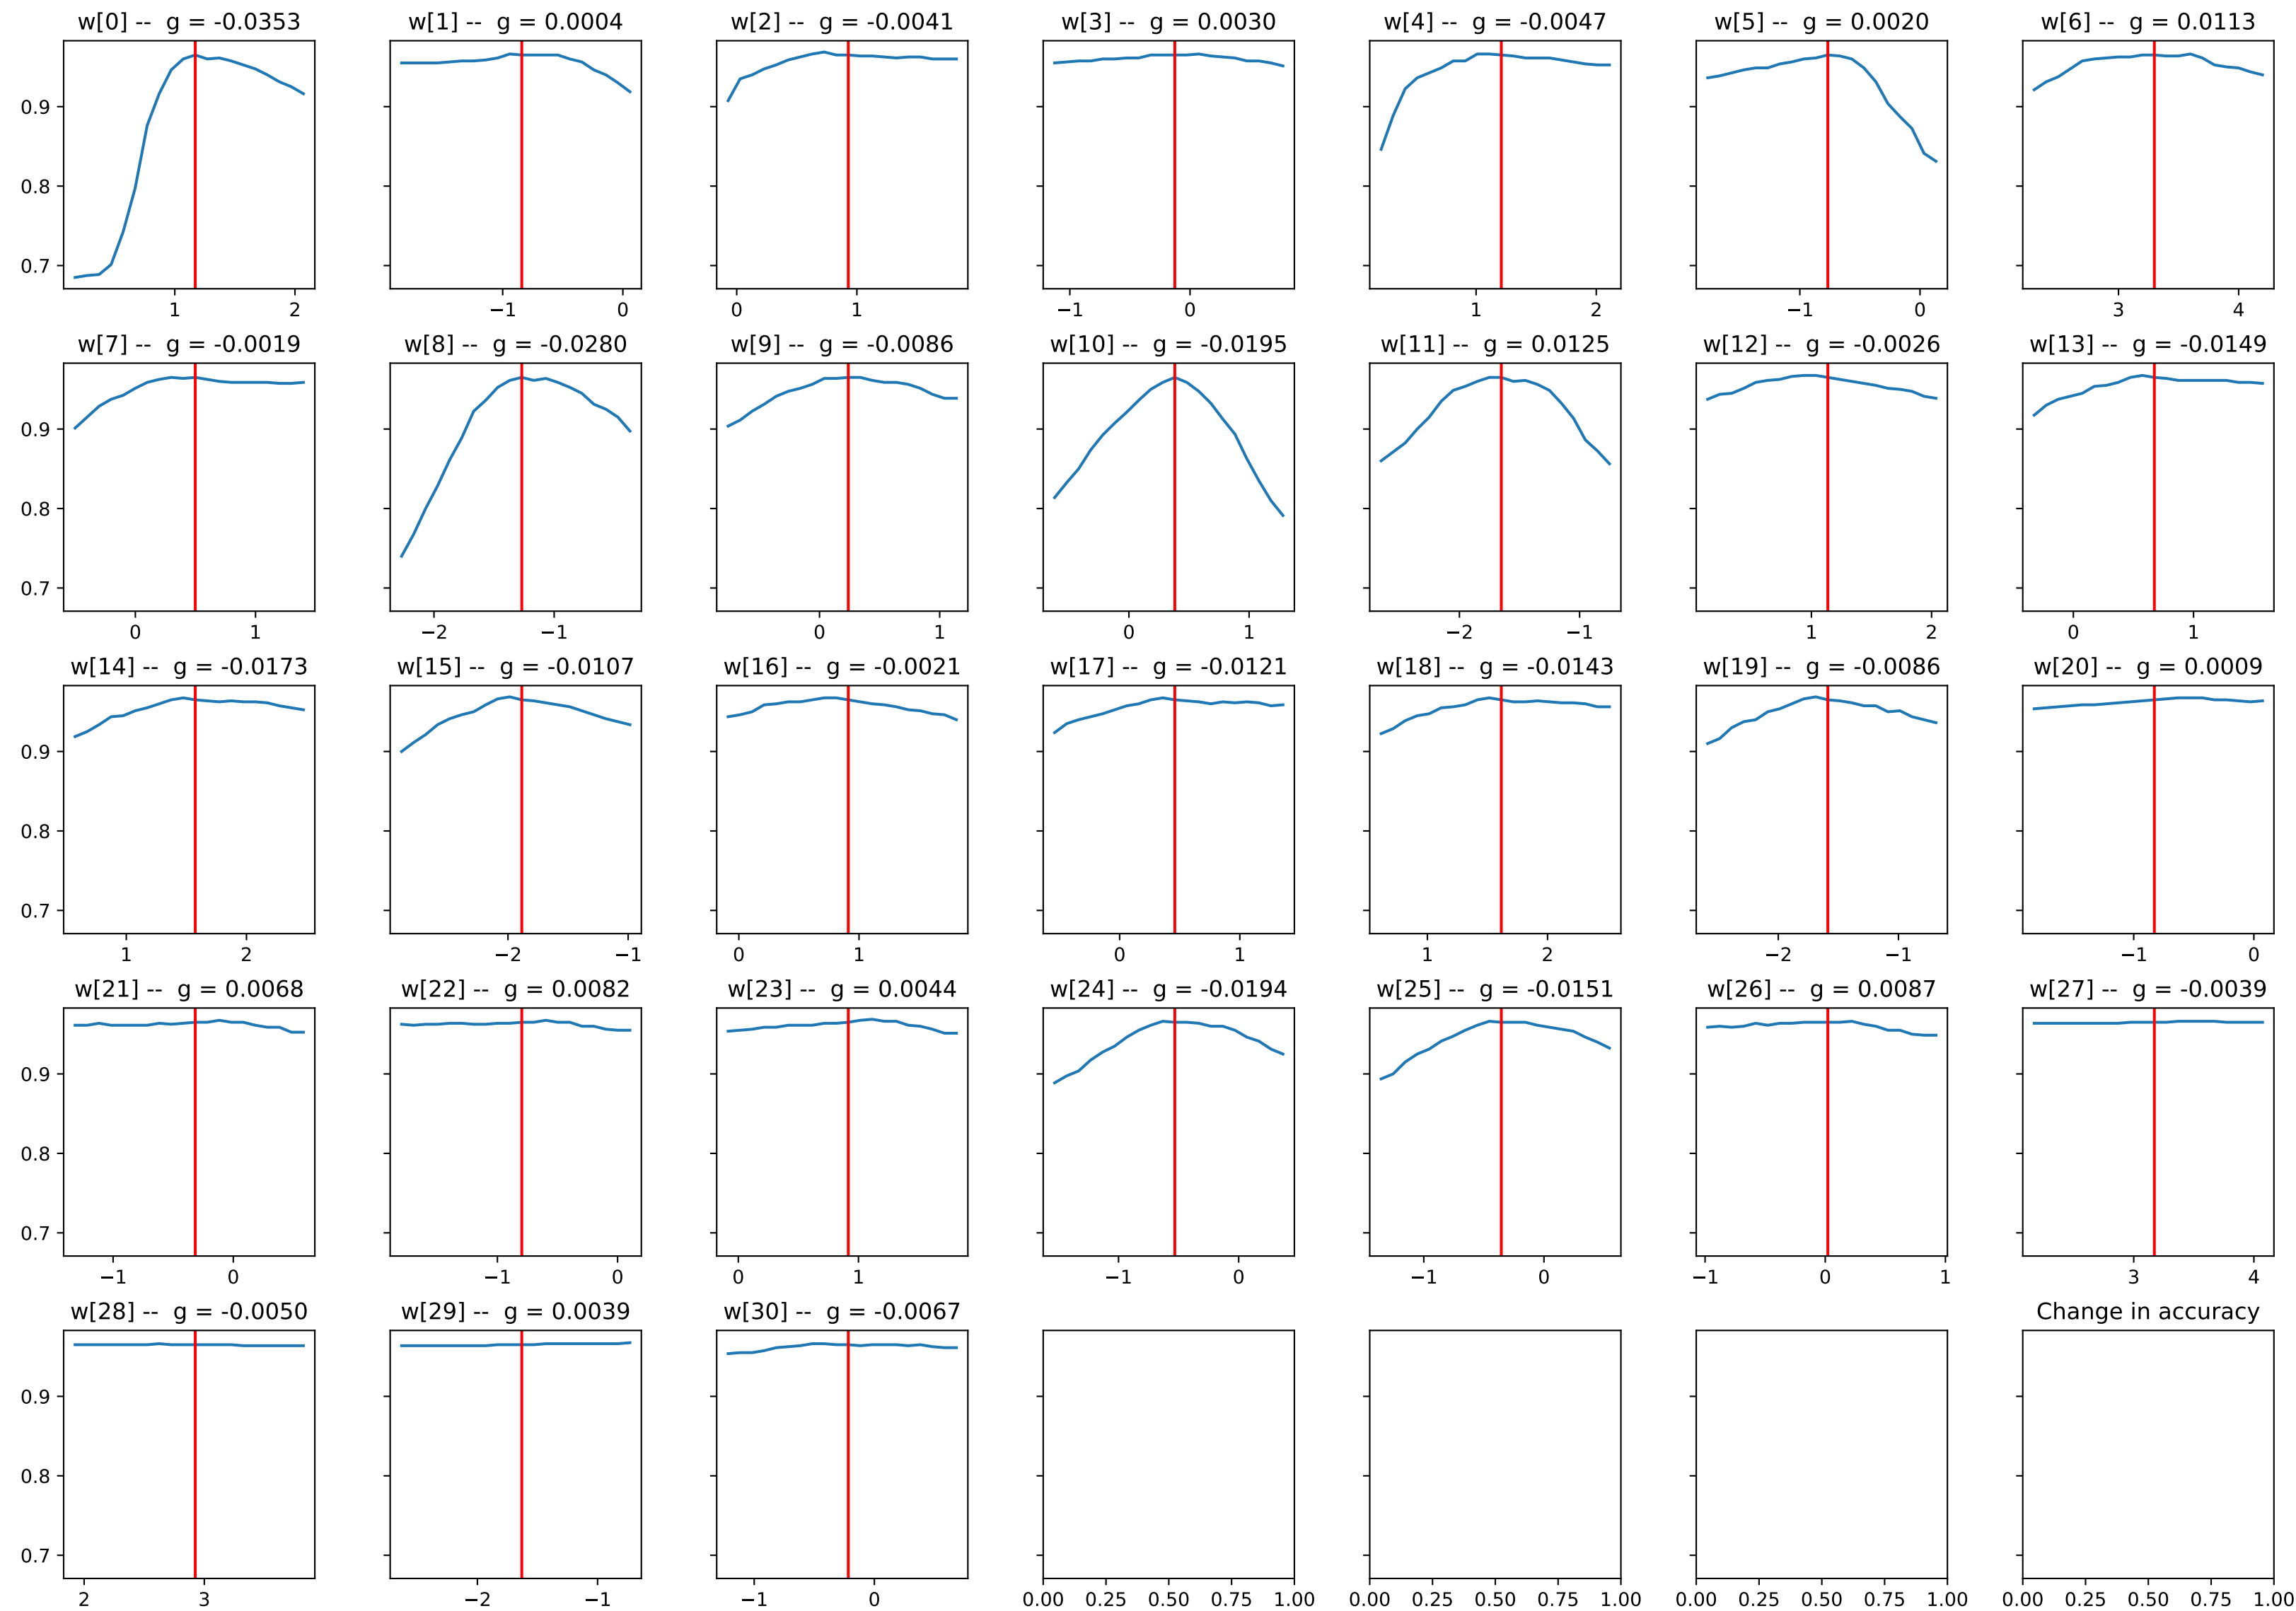 w[0] --  g = -0.0353 w[1] --  g = 0.0004 w[2] --  g = -0.0041 w[3] --  g = 0.0030 w[4] --  g = -0.0047 w[5] --  g = 0.0020 w[6] --  g = 0.0113
0.9
0.8
0.7
1 2 −1 0 0 1 −1 0 1 2 −1 0 3 4
w[7] --  g = -0.0019 w[8] --  g = -0.0280 w[9] --  g = -0.0086 w[10] --  g = -0.0195 w[11] --  g = 0.0125 w[12] --  g = -0.0026 w[13] --  g = -0.0149
0.9
0.8
0.7
0 1 −2 −1 0 1 0 1 −2 −1 1 2 0 1
w[14] --  g = -0.0173 w[15] --  g = -0.0107 w[16] --  g = -0.0021 w[17] --  g = -0.0121 w[18] --  g = -0.0143 w[19] --  g = -0.0086 w[20] --  g = 0.0009
0.9
0.8
0.7
1 2 −2 −1 0 1 0 1 1 2 −2 −1 −1 0
w[21] --  g = 0.0068 w[22] --  g = 0.0082 w[23] --  g = 0.0044 w[24] --  g = -0.0194 w[25] --  g = -0.0151 w[26] --  g = 0.0087 w[27] --  g = -0.0039
0.9
0.8
0.7
−1 0 −1 0 0 1 −1 0 −1 0 −1 0 1 3 4
w[28] --  g = -0.0050 w[29] --  g = 0.0039 w[30] --  g = -0.0067 Change in accuracy
0.9
0.8
0.7
2 3 −2 −1 −1 0 0.00 0.25 0.50 0.75 1.00 0.00 0.25 0.50 0.75 1.00 0.00 0.25 0.50 0.75 1.00 0.00 0.25 0.50 0.75 1.00